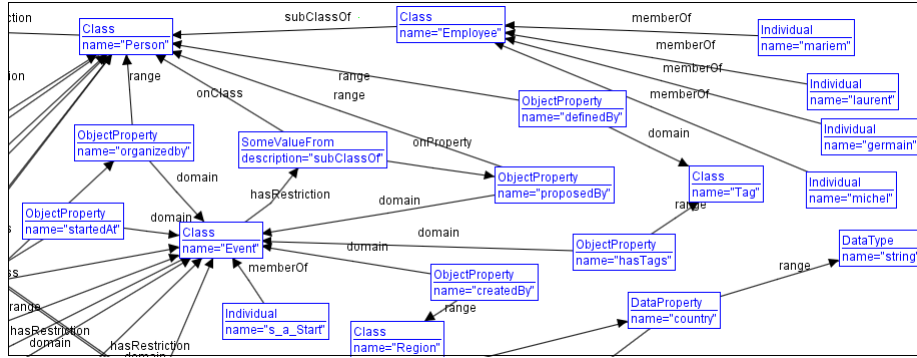 ction
Class
name="Person"
subClassOf
Class
name="Employee"
memberOf
Individual
name="mariem"
memberOf
ction
range
onClass
range
range
memberOf
Individual
name="laurent"
memberOf
ObjectProperty
name="definedBy"
Individual
name="germain"
ObjectProperty
name="organizedby"
SomeValueFrom
description="subClassOf"
onProperty
domain
domain
ObjectProperty
name="proposedBy"
Class
name="Tag"
Individual
name="michel"
hasRestriction
ObjectProperty
name="startedAt"
domain
domain
range
Class
name="Event"
domain
domain
ObjectProperty
name="hasTags"
DataType
name="string"
memberOf
ObjectProperty
name="createdBy"
range
range
Individual
name="s_a_Start"
range
DataProperty
name="country"
hasRestriction
domain
hasRestriction
domain
Class
name="Region"